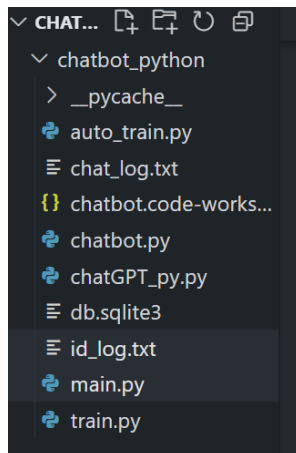 CHAT...
chatbot_python
__pycache__
auto_train.py
chat_log.txt
{} chatbot.code-works...
chatbot.py
chatGPT_py.py
db.sqlite3
id_log.txt
main.py
train.py